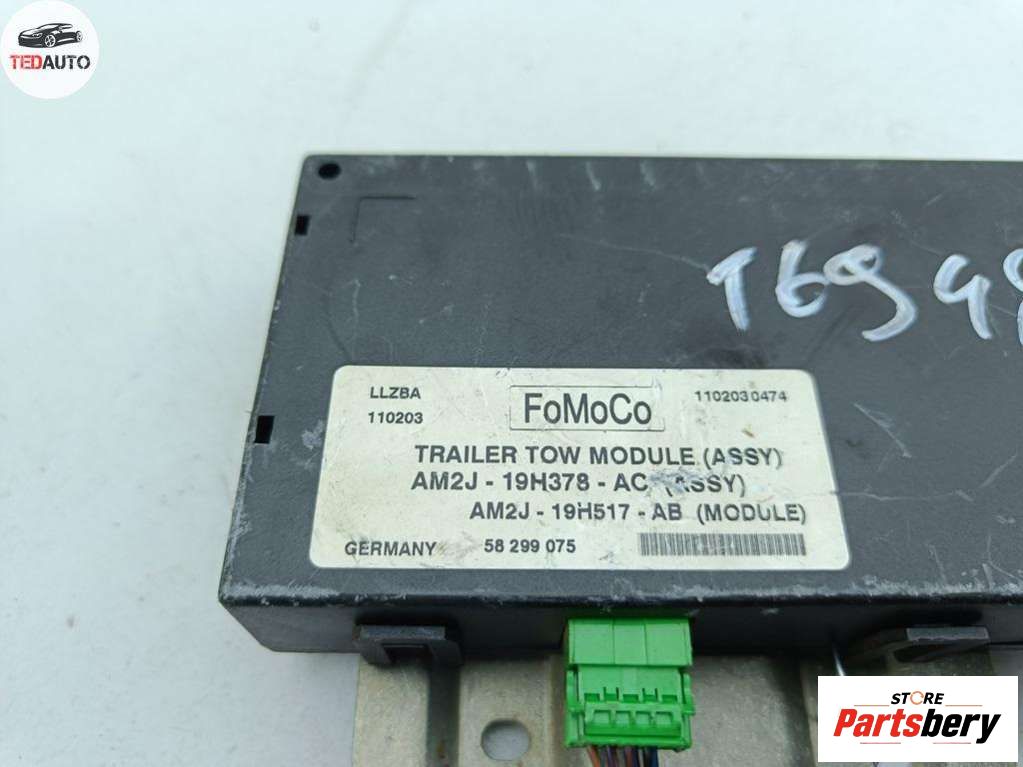 TEDAUTO
T6948
LLZBA
FoMoCo
1102030474
110203
TRAILER TOW MODULE (ASSY)
AM2J - 19H378 - AC (ASSY)
AM2J - 19H517 - AB (MODULE)
GERMANY 58 299 075
STORE
Partsbery